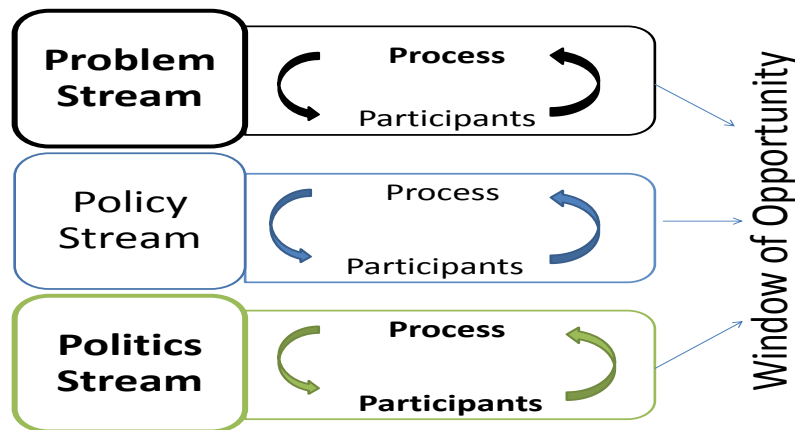 Problem
Stream
Process
Participants
Policy
Stream
Process
Participants
Politics
Stream
Process
Participants
Window of Opportunity